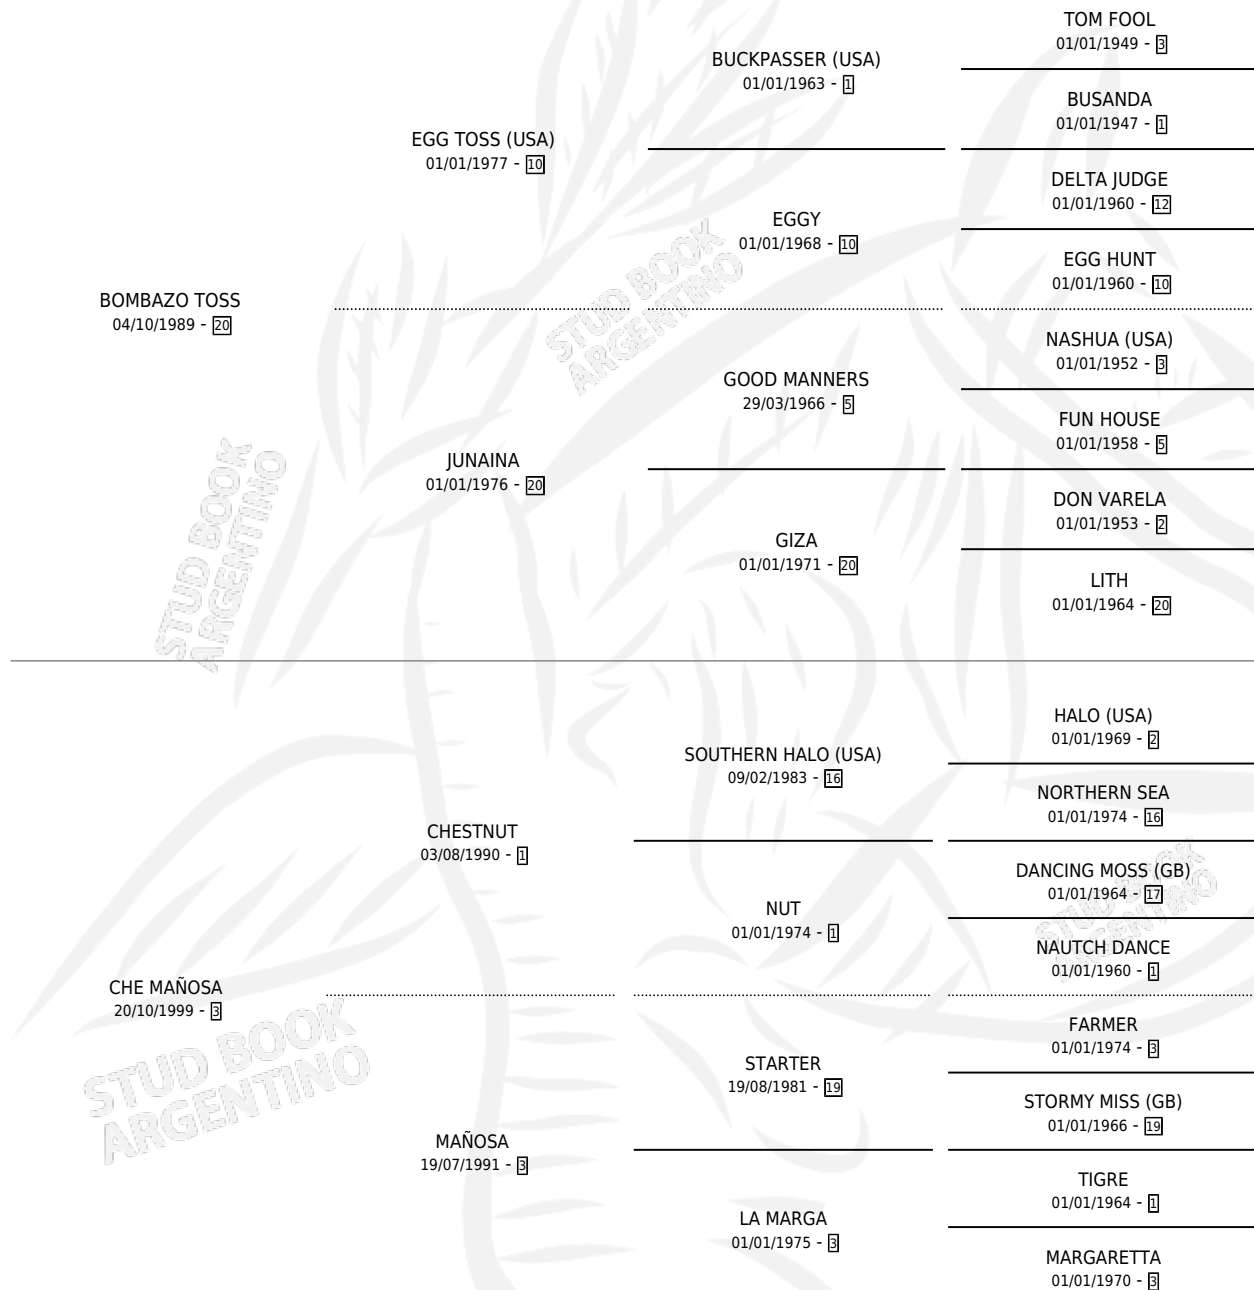 TOM FOOL
01/01/1949 - 3
BUCKPASSER (USA)
01/01/1963 - 1
BUSANDA
01/01/1947 - 1
EGG TOSS (USA)
01/01/1977 - 10
DELTA JUDGE
01/01/1960 - 12
EGGY
01/01/1968 - 10
EGG HUNT
01/01/1960 - 10
BOMBAZO TOSS
04/10/1989 - 20
NASHUA (USA)
01/01/1952 - 3
GOOD MANNERS
29/03/1966 - 5
FUN HOUSE
01/01/1958 - 5
JUNAINA
01/01/1976 - 20
DON VARELA
01/01/1953 - 2
GIZA
01/01/1971 - 20
LITH
01/01/1964 - 20
HALO (USA)
01/01/1969 - 2
SOUTHERN HALO (USA)
09/02/1983 - 16
NORTHERN SEA
01/01/1974 - 16
CHESTNUT
03/08/1990 - 1
DANCING MOSS (GB)
01/01/1964 - 17
NUT
01/01/1974 - 1
NAUTCH DANCE
01/01/1960 - 1
CHE MAÑOSA
20/10/1999 - 3
FARMER
01/01/1974 - 3
STARTER
19/08/1981 - 19
STORMY MISS (GB)
01/01/1966 - 19
MAÑOSA
19/07/1991 - 3
TIGRE
01/01/1964 - 1
LA MARGA
01/01/1975 - 3
MARGARETTA
01/01/1970 - 3
STUD BOOK
ARGENTINO
STUD BOOK
ARGENTINO
STUD BOOK
ARGENTINO
STUD BOOK
ARGENTINO